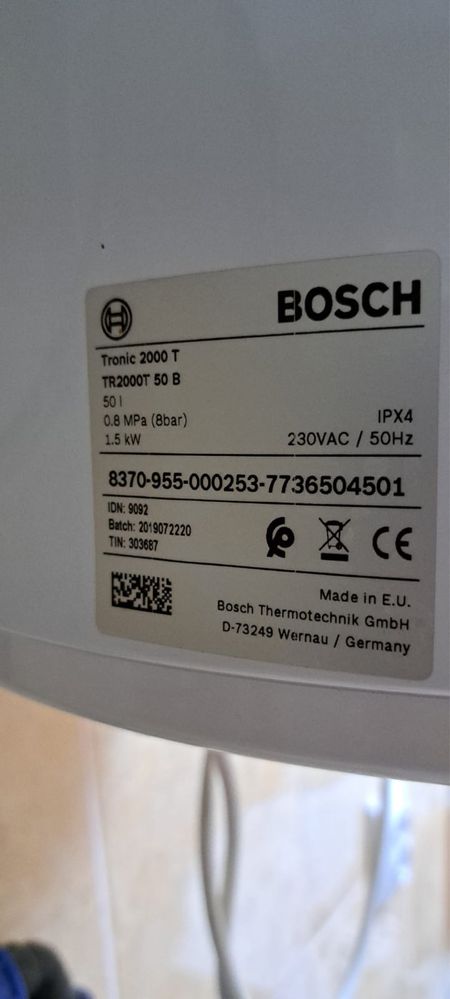 BOSCH
Tronic 2000 T
TR2000T 50 B
50 l
0.8 MPa (8bar)
IPX4
1.5 kW
230VAC / 50Hz
8370-955-000253-7736504501
IDN: 9092
Batch: 2019072220
TIN: 303687
CE
Made in E.U.
Bosch Thermotechnik GmbH
D-73249 Wernau / Germany